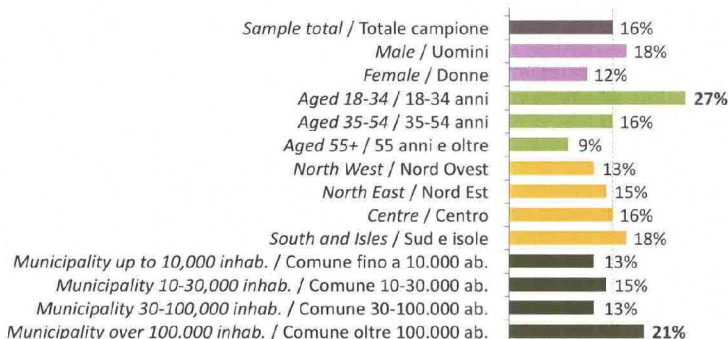 Sample total / Totale campione 16%
Male / Uomini 18%
Female / Donne 12%
Aged 18-34 / 18-34 anni 27%
Aged 35-54 / 35-54 anni 16%
Aged 55+ / 55 anni e oltre 9%
North West / Nord Ovest 13%
North East / Nord Est 15%
Centre / Centro 16%
South and Isles / Sud e isole 18%
Municipality up to 10,000 inhab. / Comune fino a 10.000 ab. 13%
Municipality 10-30,000 inhab. / Comune 10-30.000 ab. 15%
Municipality 30-100,000 inhab. / Comune 30-100.000 ab. 13%
Municipality over 100.000 inhab. / Comune oltre 100.000 ab. 21%